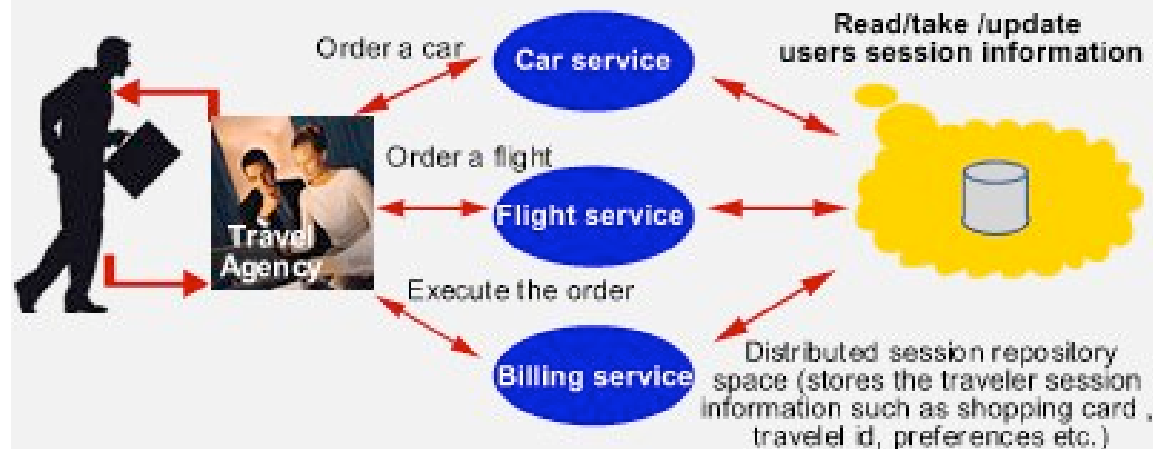 Read/take /update
users session information
Order a car
Car service
Order a flight
Flight service
Travel
Agency
Execute the order
Billing service
Distributed session repository
space (stores the traveler session
information such as shopping card ,
travelel id, preferences etc.)